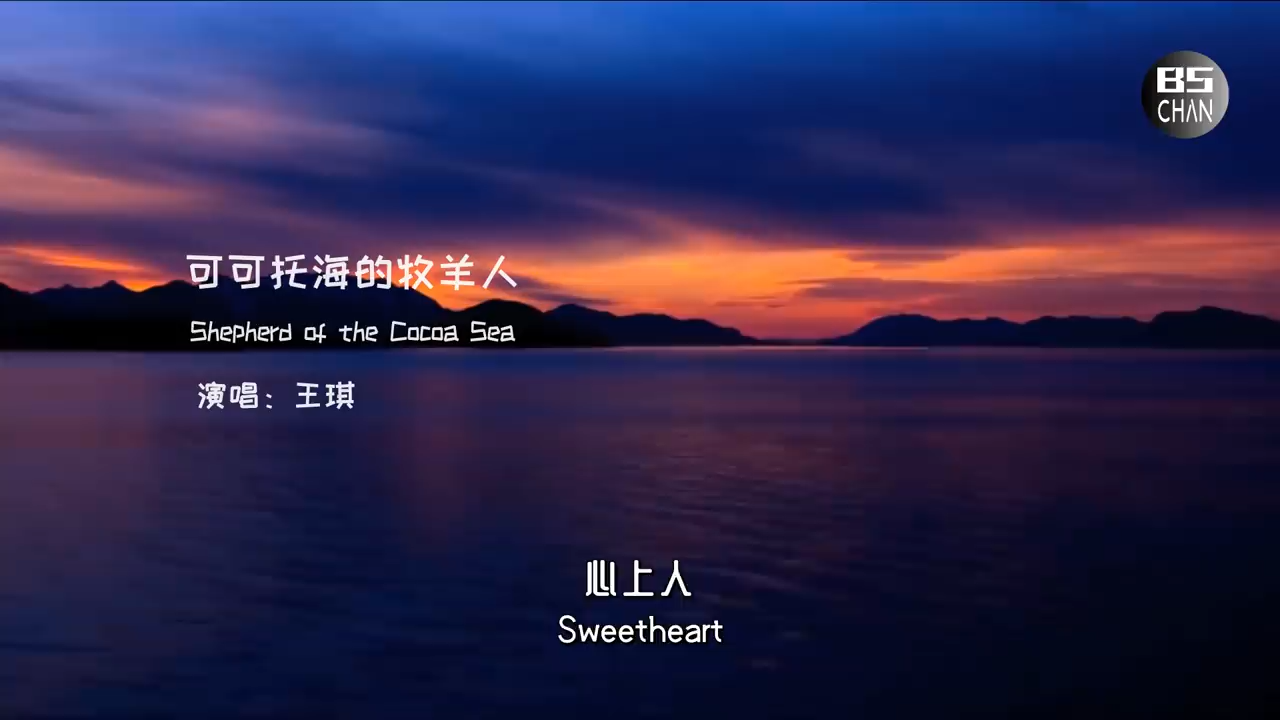 BS
CHAN
可可托海的牧羊人
Shepherd of the Cocoa Sea
演唱：王琪
心上人
Sweetheart